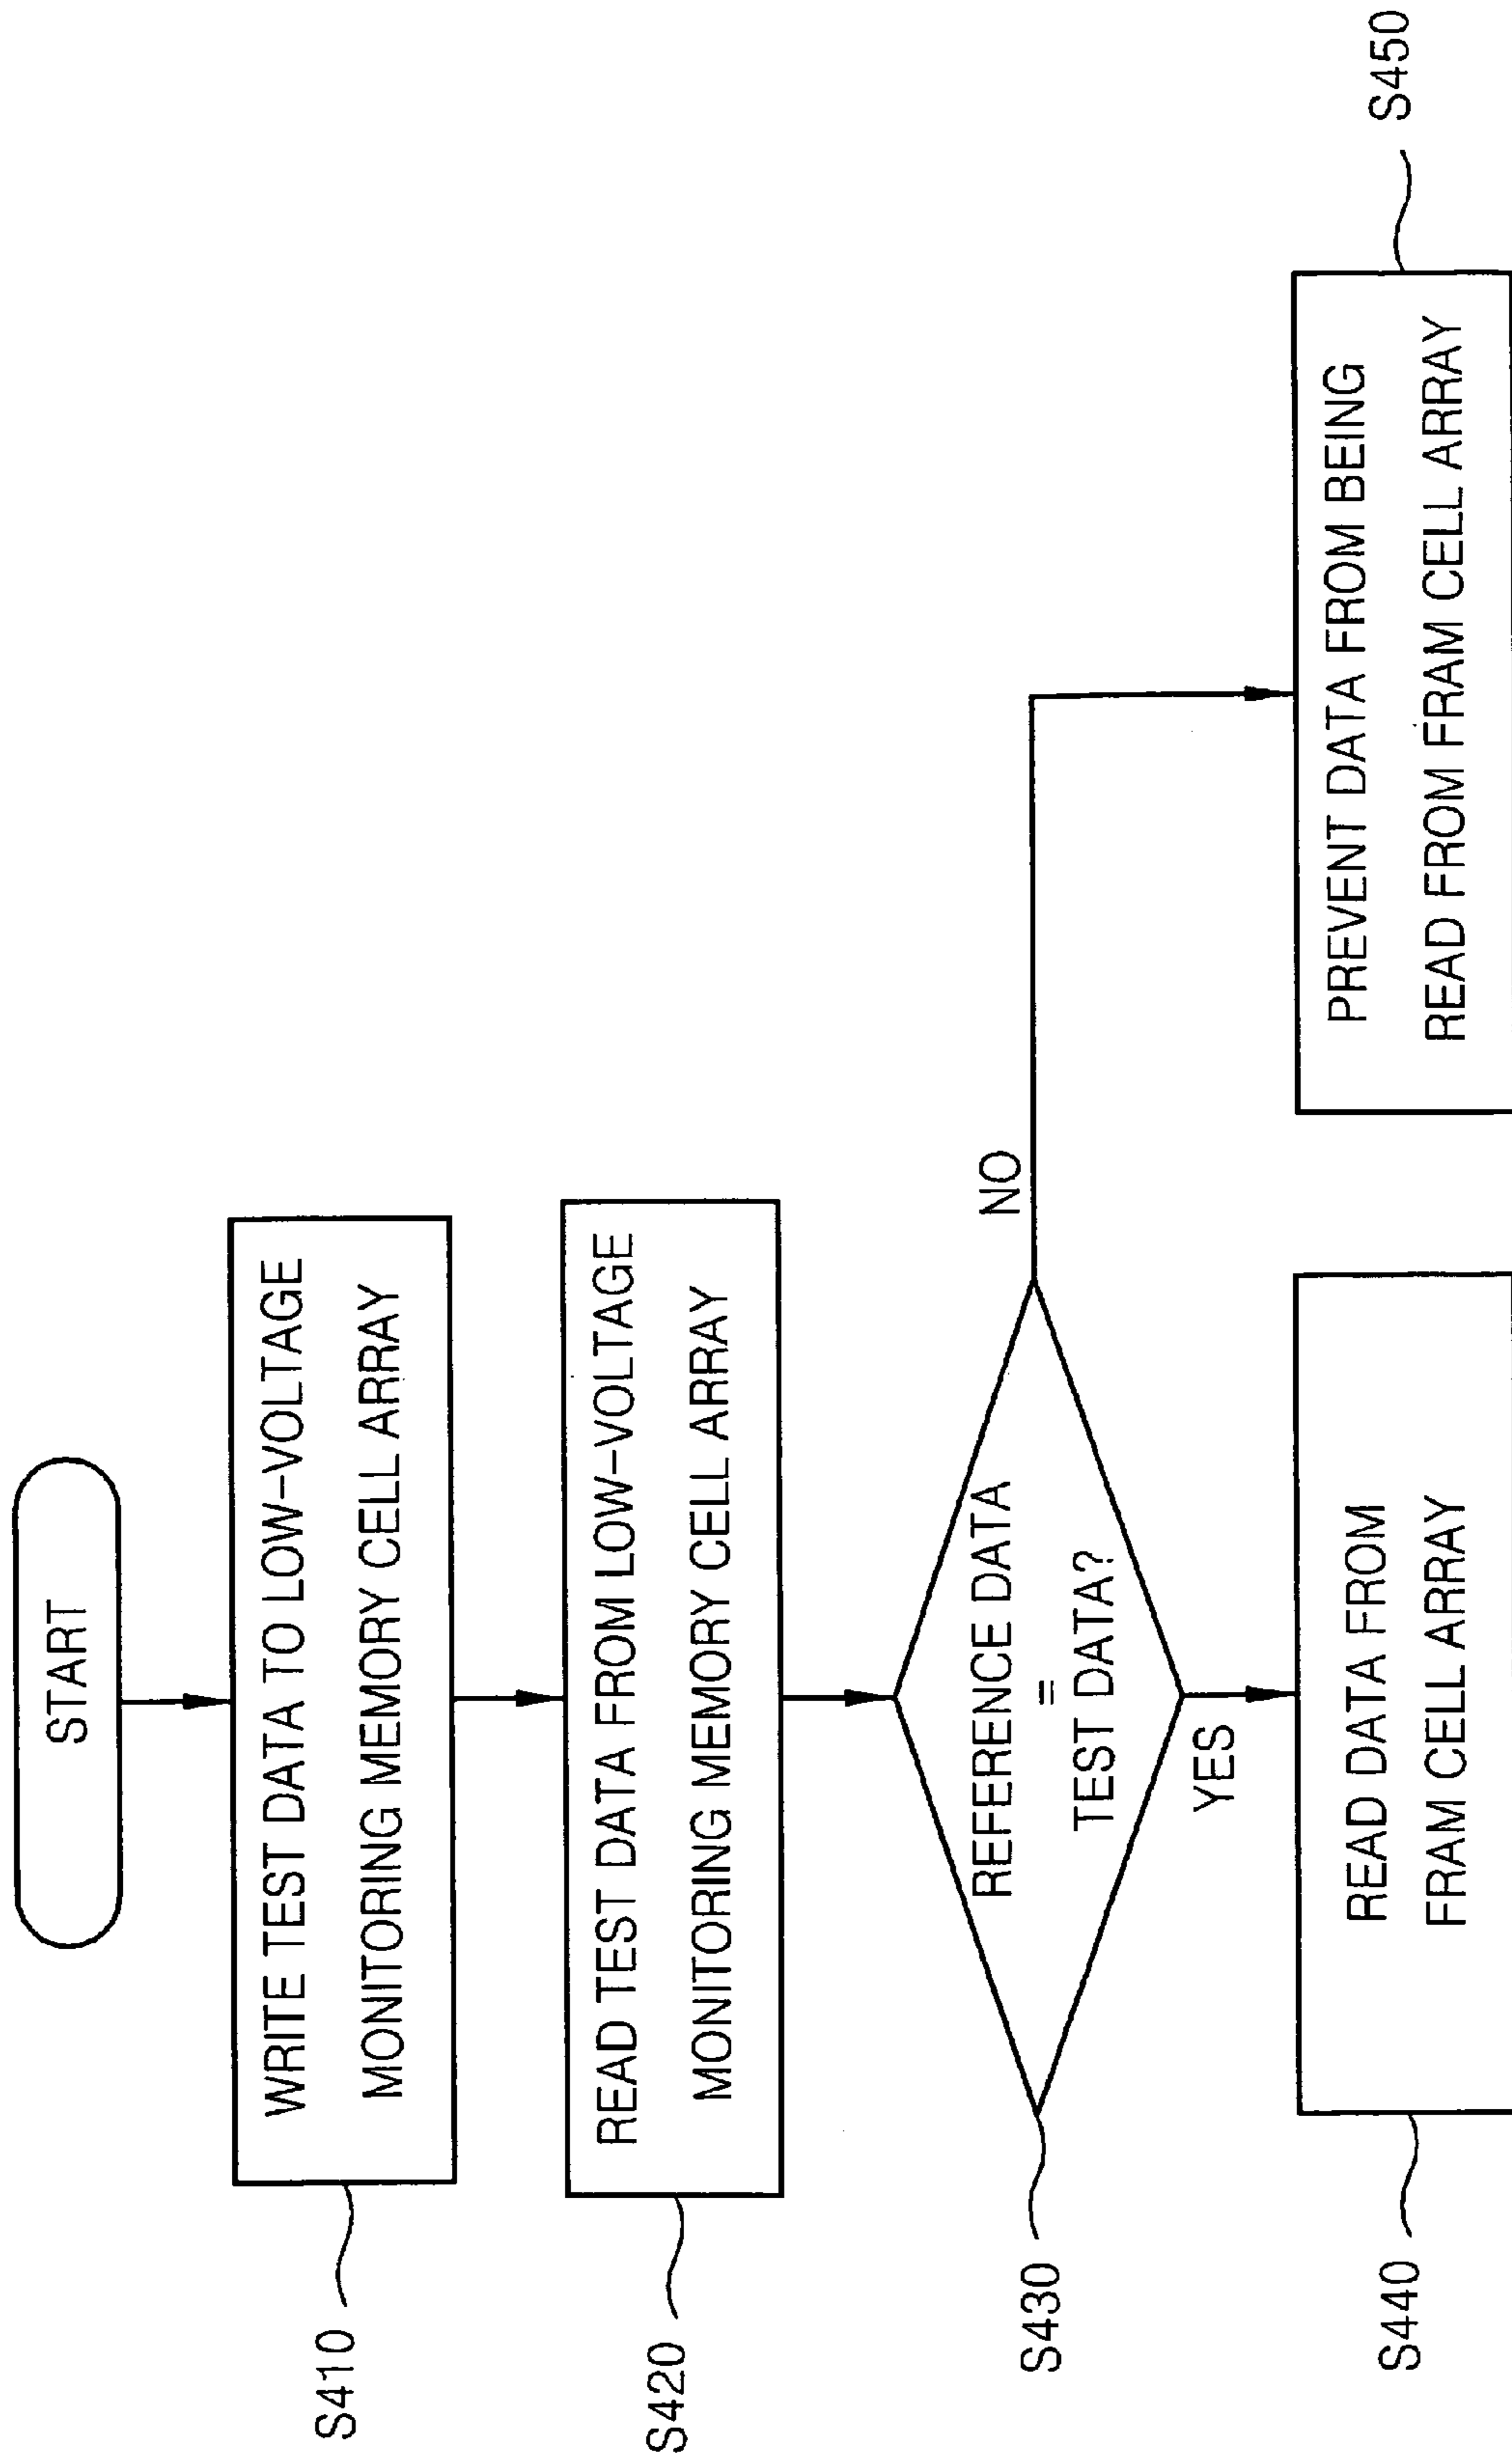 START
S410
WRITE TEST DATA TO LOW-VOLTAGE
MONITORING MEMORY CELL ARRAY
S420
READ TEST DATA FROM LOW-VOLTAGE
MONITORING MEMORY CELL ARRAY
S430
REFERENCE DATA
=
TEST DATA?
NO
YES
S440
READ DATA FROM
FRAM CELL ARRAY
PREVENT DATA FROM BEING
READ FROM FRAM CELL ARRAY
S450